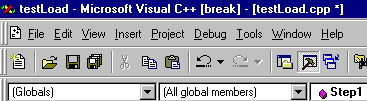 testLoad - Microsoft Visual C++ [break] - [testLoad.cpp *]
File Edit View Insert Project Debug Tools Window Help
(Globals) (All global members) Step1